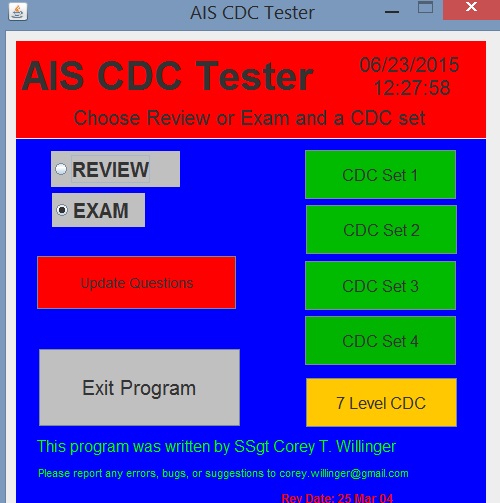 AIS CDC Tester
AIS CDC Tester
06/23/2015
12:27:58
Choose Review or Exam and a CDC set
REVIEW
EXAM
CDC Set 1
CDC Set 2
Update Questions
CDC Set 3
CDC Set 4
Exit Program
7 Level CDC
This program was written by SSgt Corey T. Willinger
Please report any errors, bugs, or suggestions to corey.willinger@gmail.com
Rev Date: 25 Mar 04